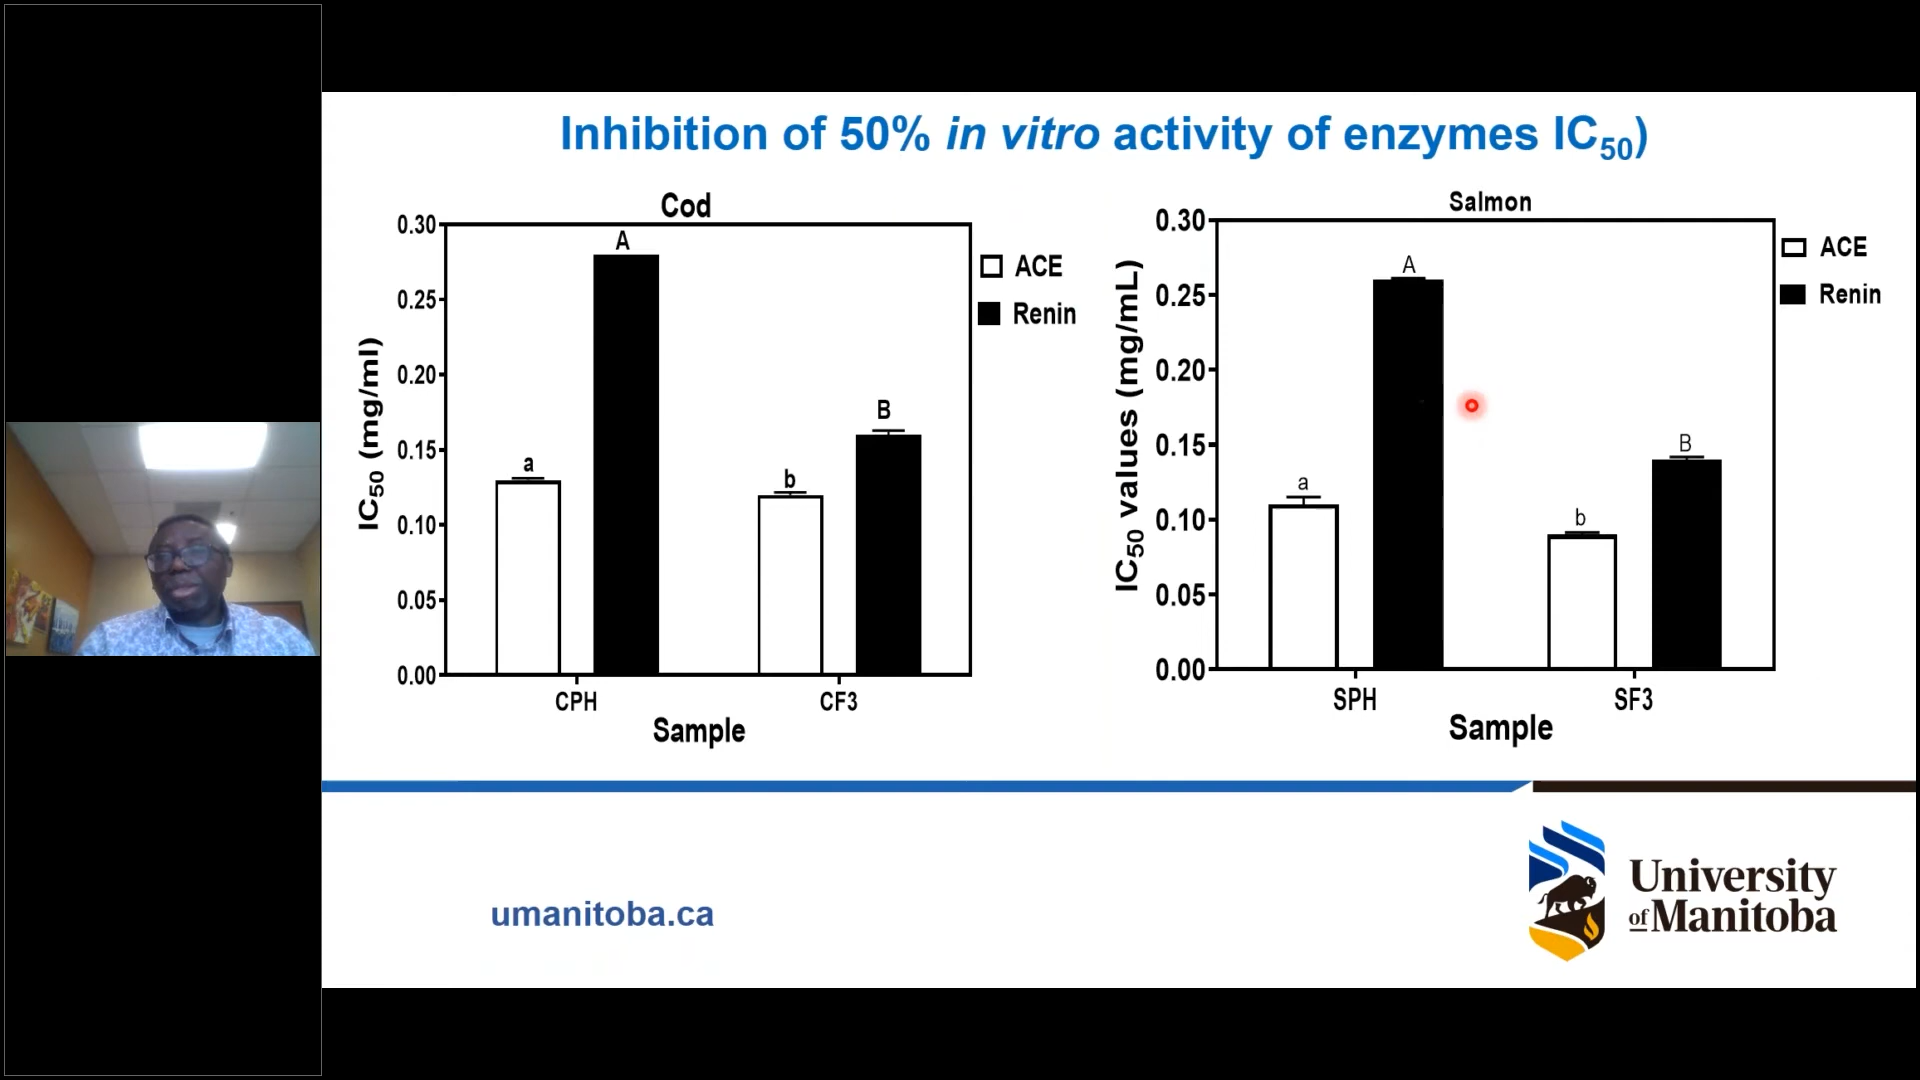 Inhibition of 50% in vitro activity of enzymes IC50)
Cod
0.30
0.25
0.20
0.15
0.10
0.05
0.00
IC50 (mg/ml)
a
A
b
B
CPH
CF3
Sample
ACE
Renin
Salmon
0.30
0.25
0.20
0.15
0.10
0.05
0.00
IC50 values (mg/mL)
a
A
b
B
SPH
SF3
Sample
ACE
Renin
umanitoba.ca
University
of Manitoba